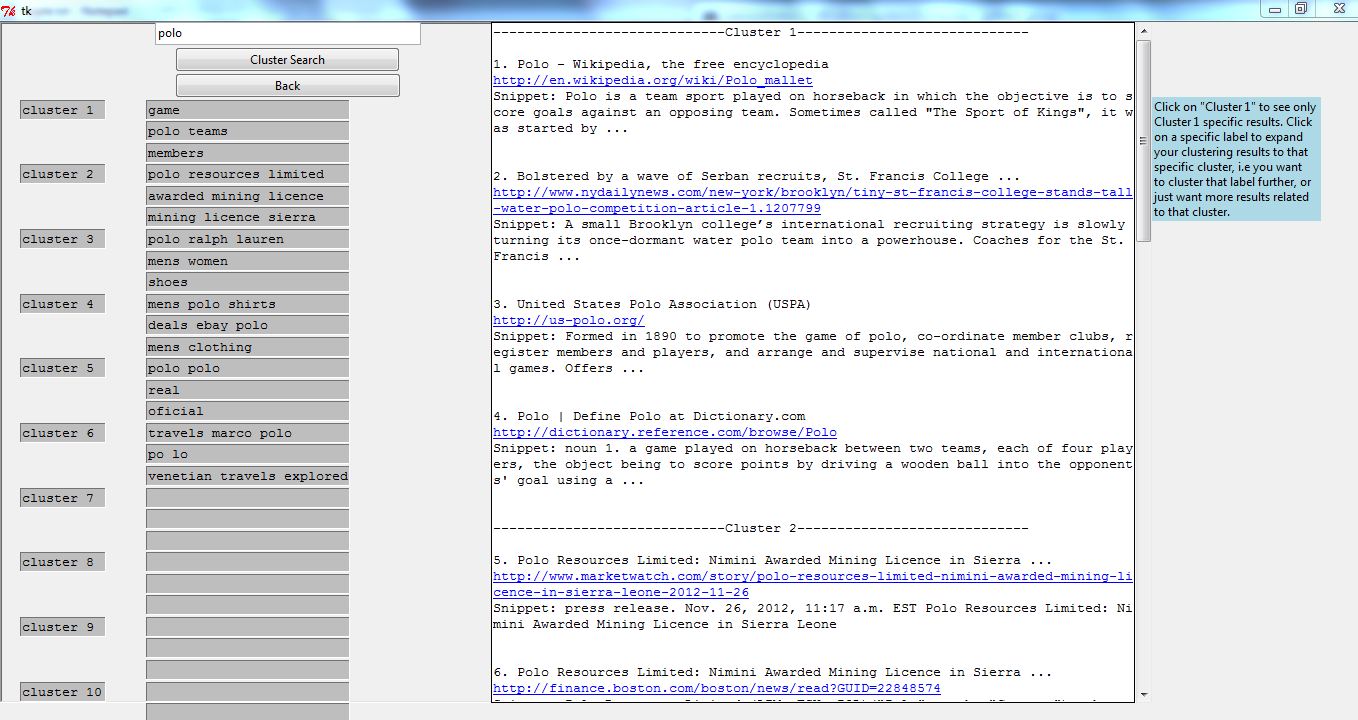 tk
polo
Cluster Search
Back
cluster 1
game
polo teams
members
cluster 2
polo resources limited
awarded mining licence
mining licence sierra
cluster 3
polo ralph lauren
mens women
shoes
cluster 4
mens polo shirts
deals ebay polo
mens clothing
cluster 5
polo polo
real
oficial
cluster 6
travels marco polo
po lo
venetian travels explored
cluster 7
cluster 8
cluster 9
cluster 10
-----------------------------Cluster 1-----------------------------
1. Polo - Wikipedia, the free encyclopedia
http://en.wikipedia.org/wiki/Polo_mallet
Snippet: Polo is a team sport played on horseback in which the objective is to s
core goals against an opposing team. Sometimes called "The Sport of Kings", it w
as started by ...
2. Bolstered by a wave of Serban recruits, St. Francis College ...
http://www.nydailynews.com/new-york/brooklyn/tiny-st-francis-college-stands-tall
-water-polo-competition-article-1.1207799
Snippet: A small Brooklyn college's international recruiting strategy is slowly
turning its once-dormant water polo team into a powerhouse. Coaches for the St.
Francis ...
3. United States Polo Association (USPA)
http://us-polo.org/
Snippet: Formed in 1890 to promote the game of polo, co-ordinate member clubs, r
egister members and players, and arrange and supervise national and internationa
l games. Offers ...
4. Polo | Define Polo at Dictionary.com
http://dictionary.reference.com/browse/Polo
Snippet: noun 1. a game played on horseback between two teams, each of four play
ers, the object being to score points by driving a wooden ball into the opponent
s' goal using a ...
-----------------------------Cluster 2-----------------------------
5. Polo Resources Limited: Nimini Awarded Mining Licence in Sierra ...
http://www.marketwatch.com/story/polo-resources-limited-nimini-awarded-mining-li
cence-in-sierra-leone-2012-11-26
Snippet: press release. Nov. 26, 2012, 11:17 a.m. EST Polo Resources Limited: Ni
mini Awarded Mining Licence in Sierra Leone
6. Polo Resources Limited: Nimini Awarded Mining Licence in Sierra ...
http://finance.boston.com/boston/news/read?GUID=22848574
Click on "Cluster 1" to see only
Cluster 1 specific results. Click
on a specific label to expand
your clustering results to that
specific cluster, i.e you want
to cluster that label further, or
just want more results related
to that cluster.